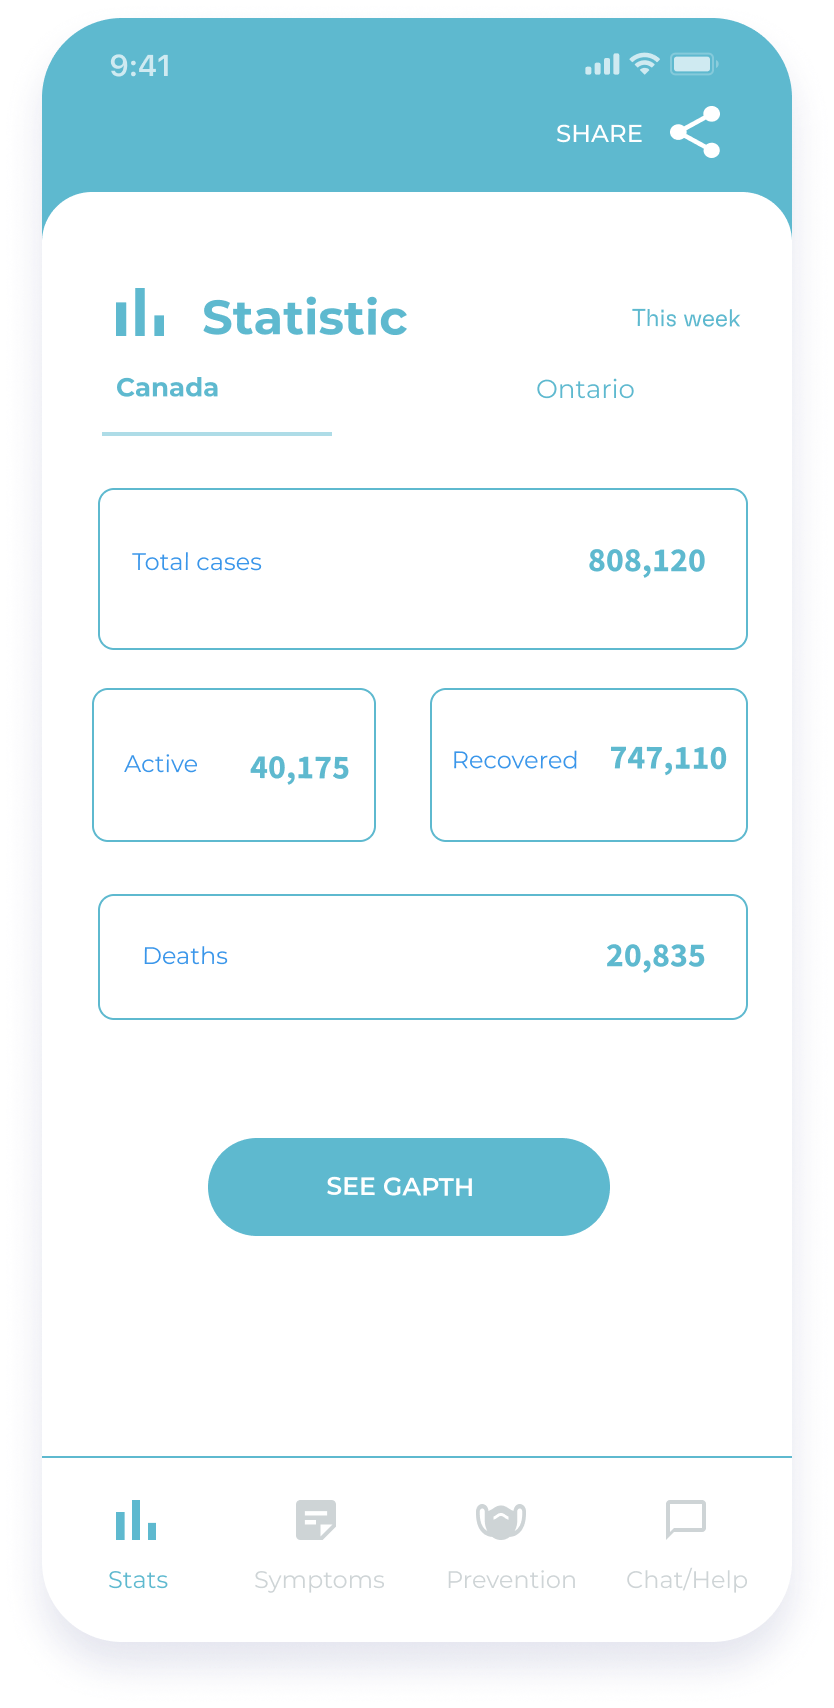 9:41
SHARE
Statistic
This week
Canada
Ontario
Total cases 808,120
Active 40,175
Recovered 747,110
Deaths 20,835
SEE GAPTH
Stats
Symptoms
Prevention
Chat/Help